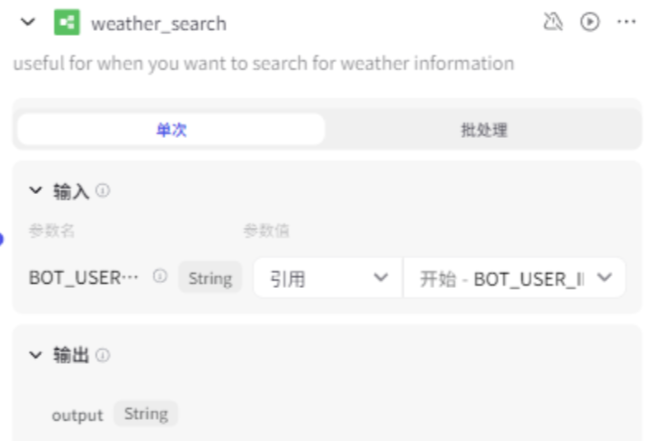 weather_search
useful for when you want to search for weather information
单次 批处理
输入
参数名 参数值
BOT_USER··· String 引用 开始 - BOT_USER_I
输出
output String